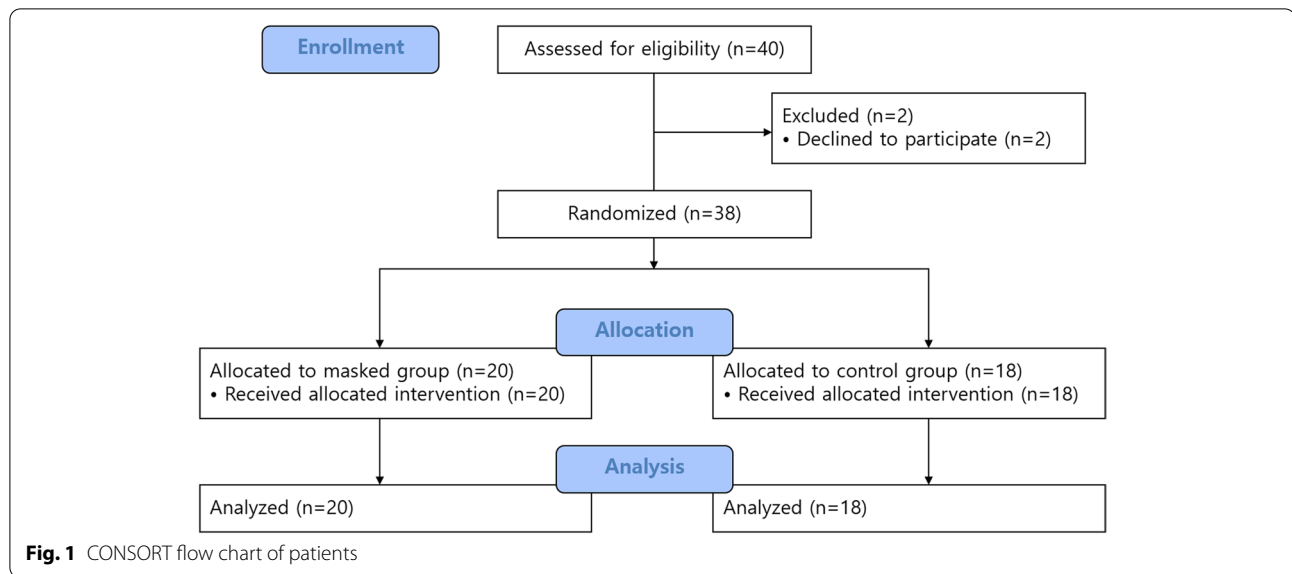 Enrollment
Assessed for eligibility (n=40)
Excluded (n=2)
• Declined to participate (n=2)
Randomized (n=38)
Allocation
Allocated to masked group (n=20)
• Received allocated intervention (n=20)
Allocated to control group (n=18)
• Received allocated intervention (n=18)
Analysis
Analyzed (n=20)
Analyzed (n=18)
Fig. 1 CONSORT flow chart of patients